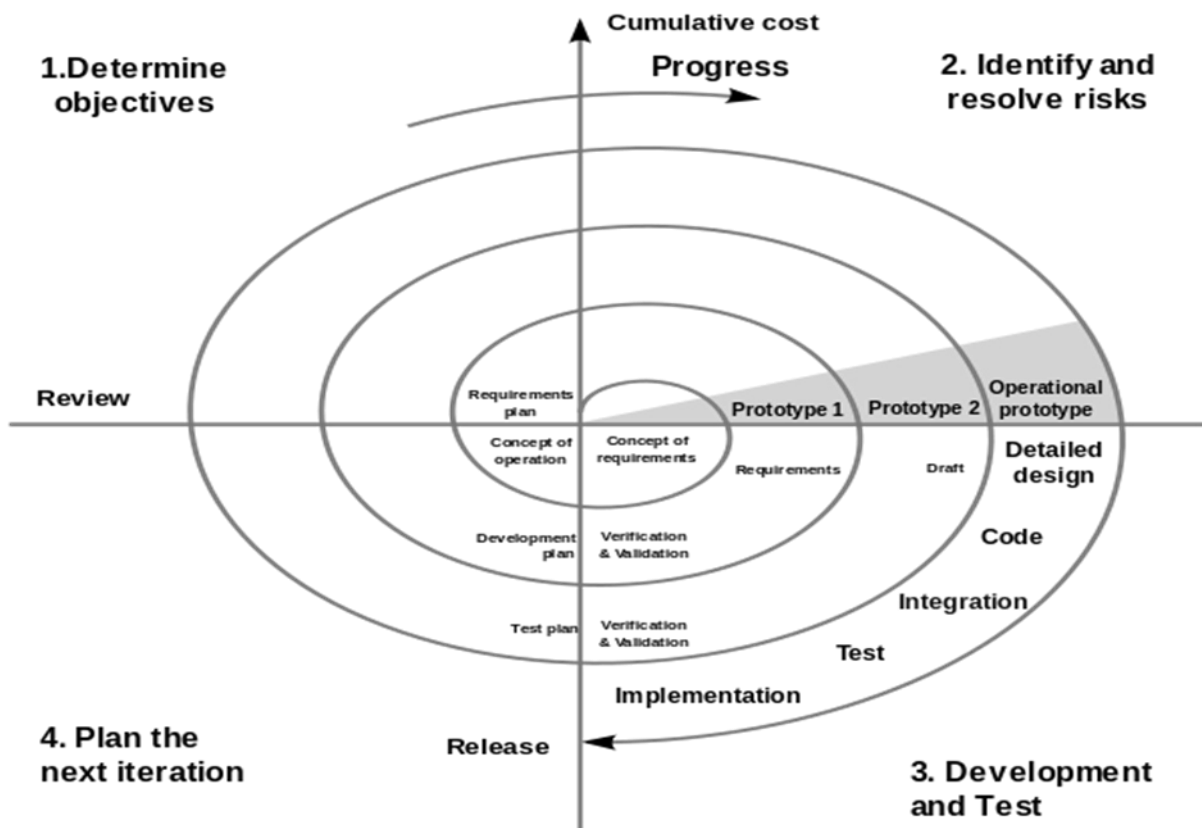 Cumulative cost
Progress
1.Determine
objectives
2. Identify and
resolve risks
Review
Requirements
plan
Prototype 1
Prototype 2
Operational
prototype
Concept of
operation
Concept of
requirements
Requirements
Draft
Detailed
design
Development
plan
Verification
& Validation
Code
Integration
Test plan
Verification
& Validation
Test
Implementation
Release
4. Plan the
next iteration
3. Development
and Test